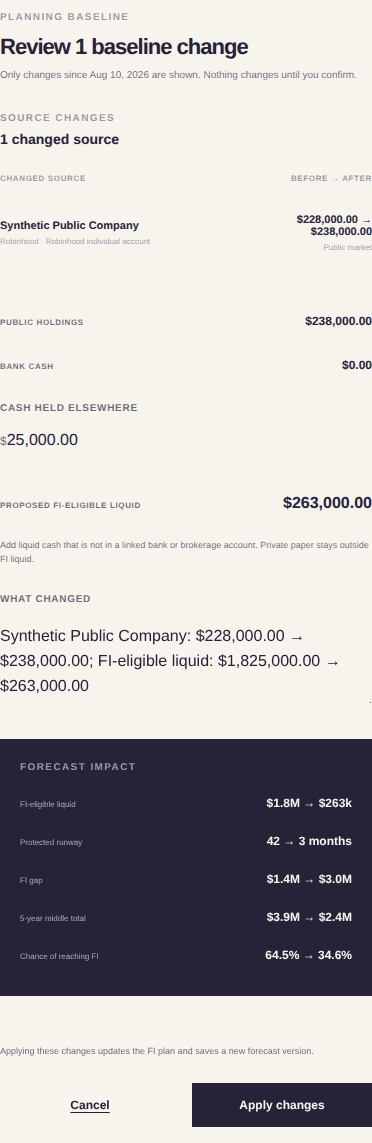 PLANNING BASELINE
Review 1 baseline change
Only changes since Aug 10, 2026 are shown. Nothing changes until you confirm.
SOURCE CHANGES
1 changed source
CHANGED SOURCE BEFORE → AFTER
Synthetic Public Company $228,000.00 →
$238,000.00
Robinhood · Robinhood individual account Public market
PUBLIC HOLDINGS $238,000.00
BANK CASH $0.00
CASH HELD ELSEWHERE
$25,000.00
PROPOSED FI-ELIGIBLE LIQUID $263,000.00
Add liquid cash that is not in a linked bank or brokerage account. Private paper stays outside
FI liquid.
WHAT CHANGED
Synthetic Public Company: $228,000.00 →
$238,000.00; FI-eligible liquid: $1,825,000.00 →
$263,000.00
FORECAST IMPACT
FI-eligible liquid $1.8M → $263k
Protected runway 42 → 3 months
FI gap $1.4M → $3.0M
5-year middle total $3.9M → $2.4M
Chance of reaching FI 64.5% → 34.6%
Applying these changes updates the FI plan and saves a new forecast version.
Cancel Apply changes